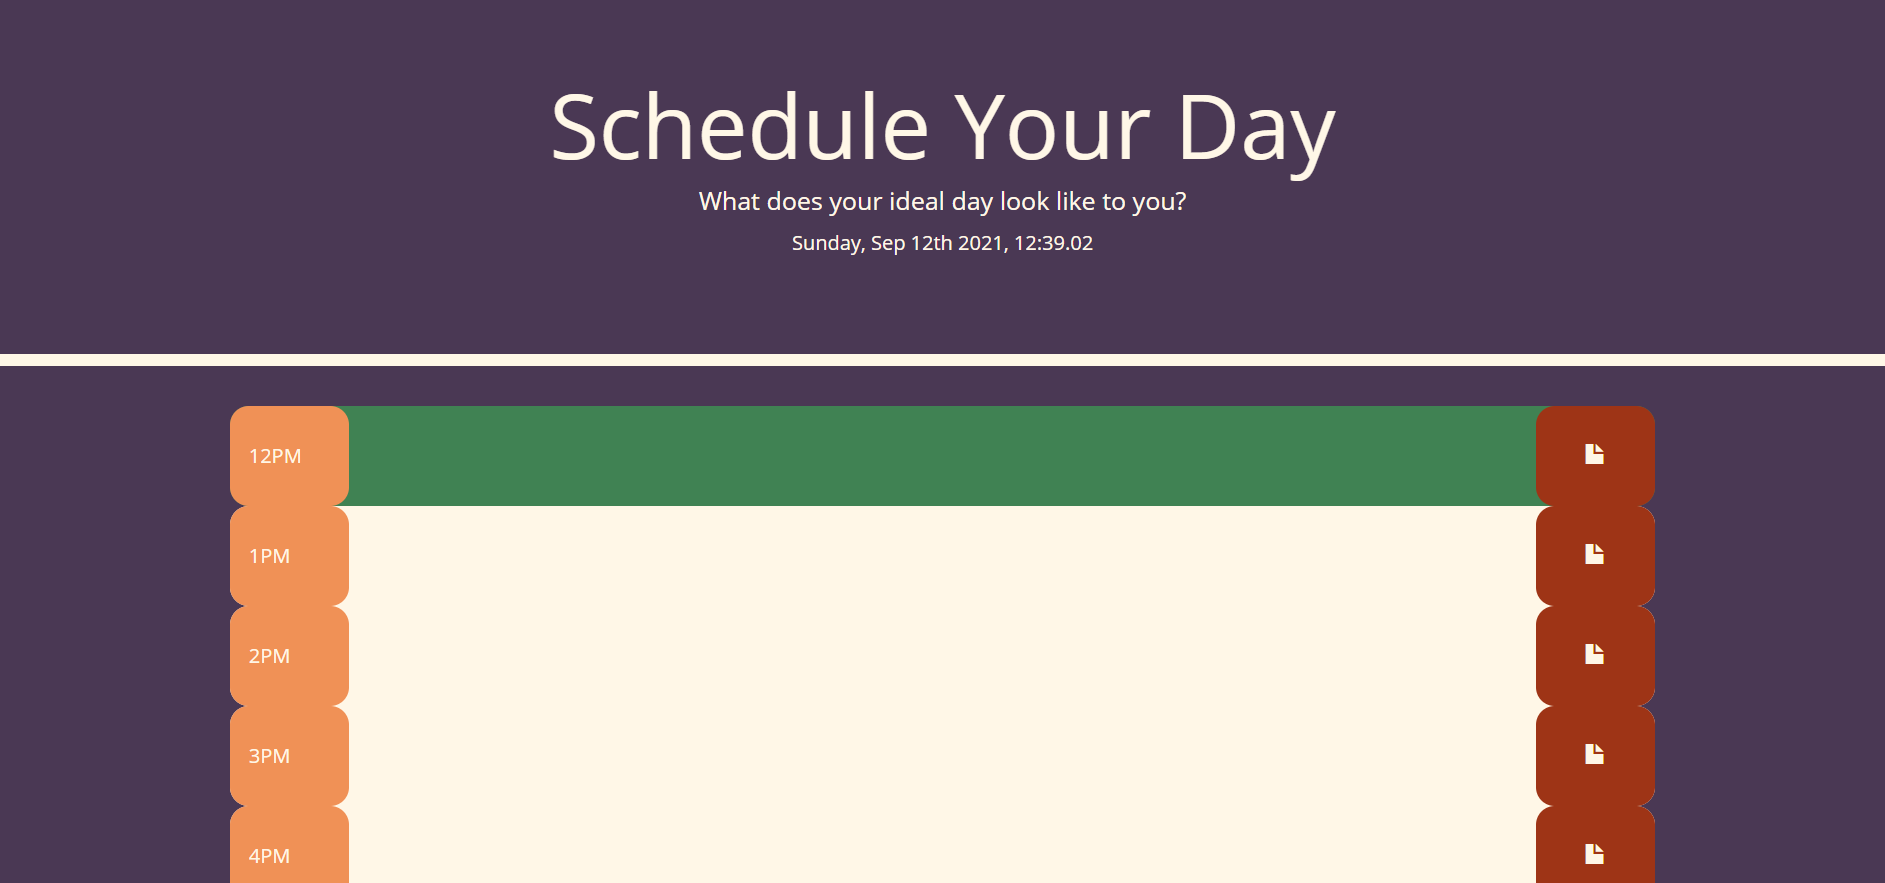 Schedule Your Day
What does your ideal day look like to you?
Sunday, Sep 12th 2021, 12:39.02
12PM
1PM
2PM
3PM
4PM